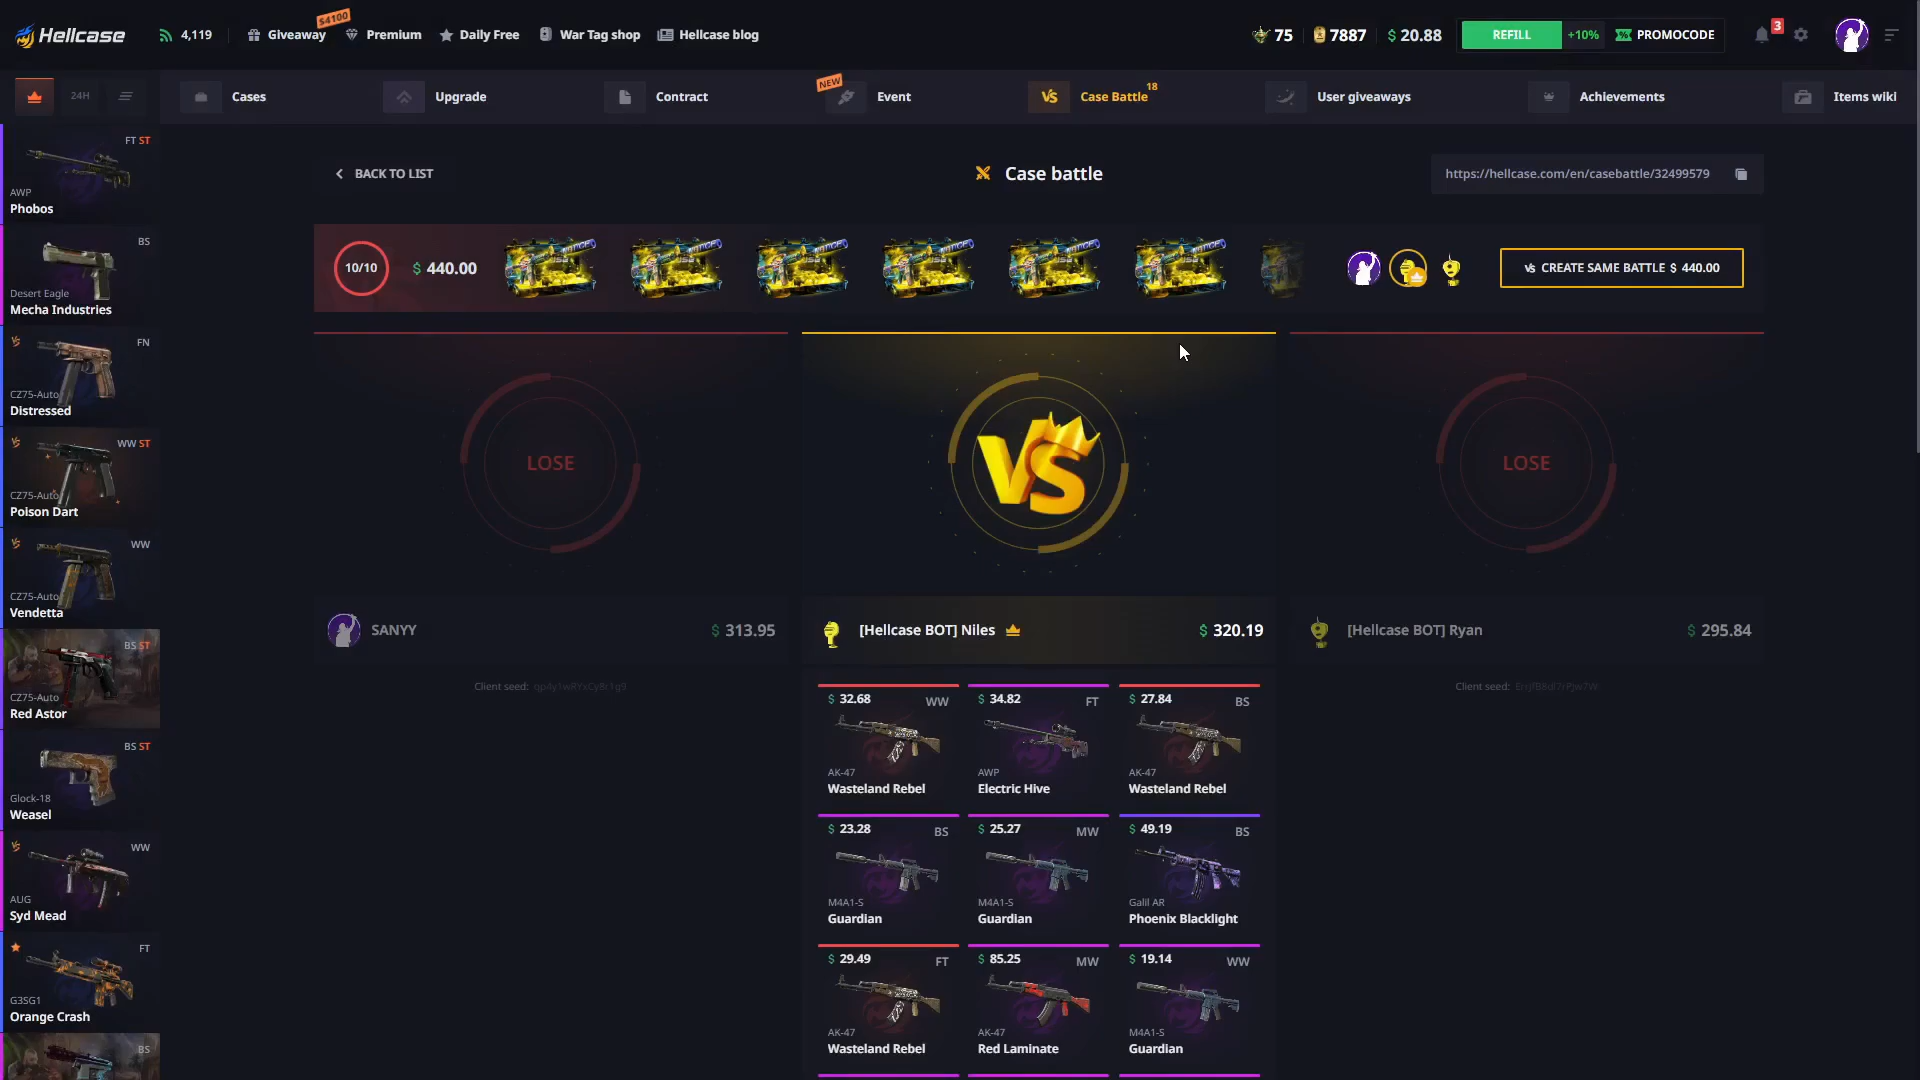 Hellcase
4,119
Giveaway
$4100
Premium
Daily Free
War Tag shop
Hellcase blog
75
7887
$ 20.88
REFILL
+10%
PROMOCODE
3
24H
Cases
Upgrade
Contract
NEW
Event
VS
Case Battle
18
User giveaways
Achievements
Items wiki
FT ST
AWP
Phobos
BS
Desert Eagle
Mecha Industries
FN
CZ75-Auto
Distressed
WW ST
CZ75-Auto
Poison Dart
WW
CZ75-Auto
Vendetta
BS ST
CZ75-Auto
Red Astor
BS ST
Glock-18
Weasel
WW
AUG
Syd Mead
FT
G3SG1
Orange Crash
BS
BACK TO LIST
Case battle
https://hellcase.com/en/casebattle/32499579
10/10
$ 440.00
VS CREATE SAME BATTLE $ 440.00
LOSE
VS
LOSE
SANYY
$ 313.95
[Hellcase BOT] Niles
$ 320.19
[Hellcase BOT] Ryan
$ 295.84
Client seed:
Client seed:
$ 32.68
WW
AK-47
Wasteland Rebel
$ 34.82
FT
AWP
Electric Hive
$ 27.84
BS
AK-47
Wasteland Rebel
$ 23.28
BS
M4A1-S
Guardian
$ 25.27
MW
M4A1-S
Guardian
$ 49.19
BS
Galil AR
Phoenix Blacklight
$ 29.49
FT
AK-47
Wasteland Rebel
$ 85.25
MW
AK-47
Red Laminate
$ 19.14
WW
M4A1-S
Guardian